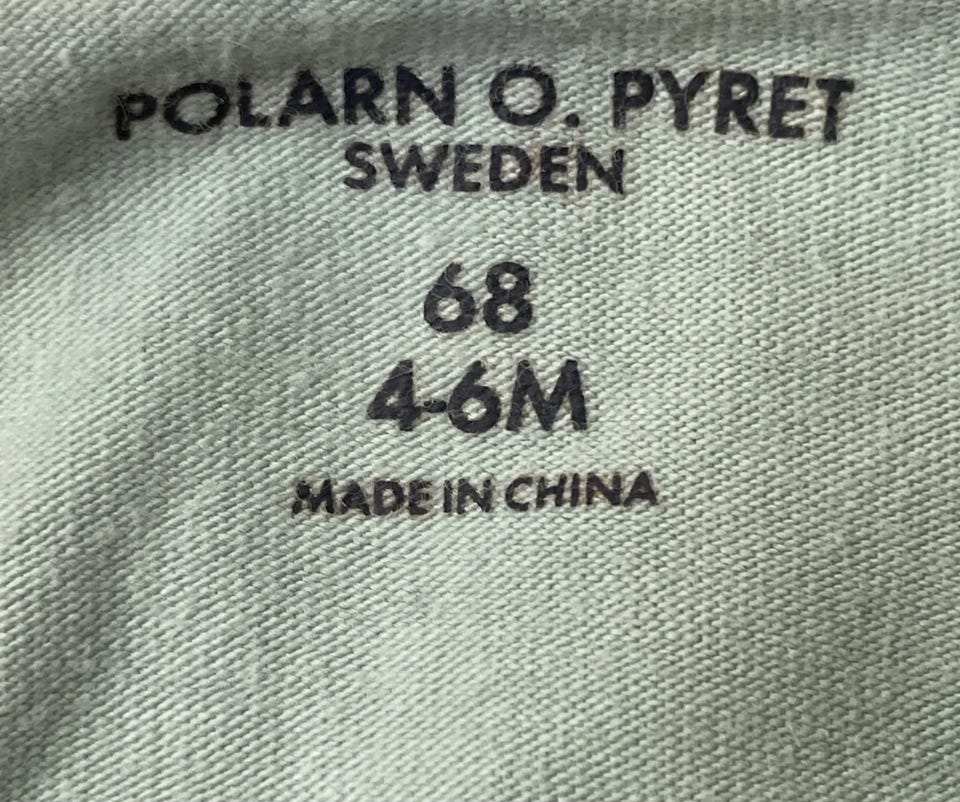 POLARN O. PYRET
SWEDEN
68
4-6M
MADE IN CHINA